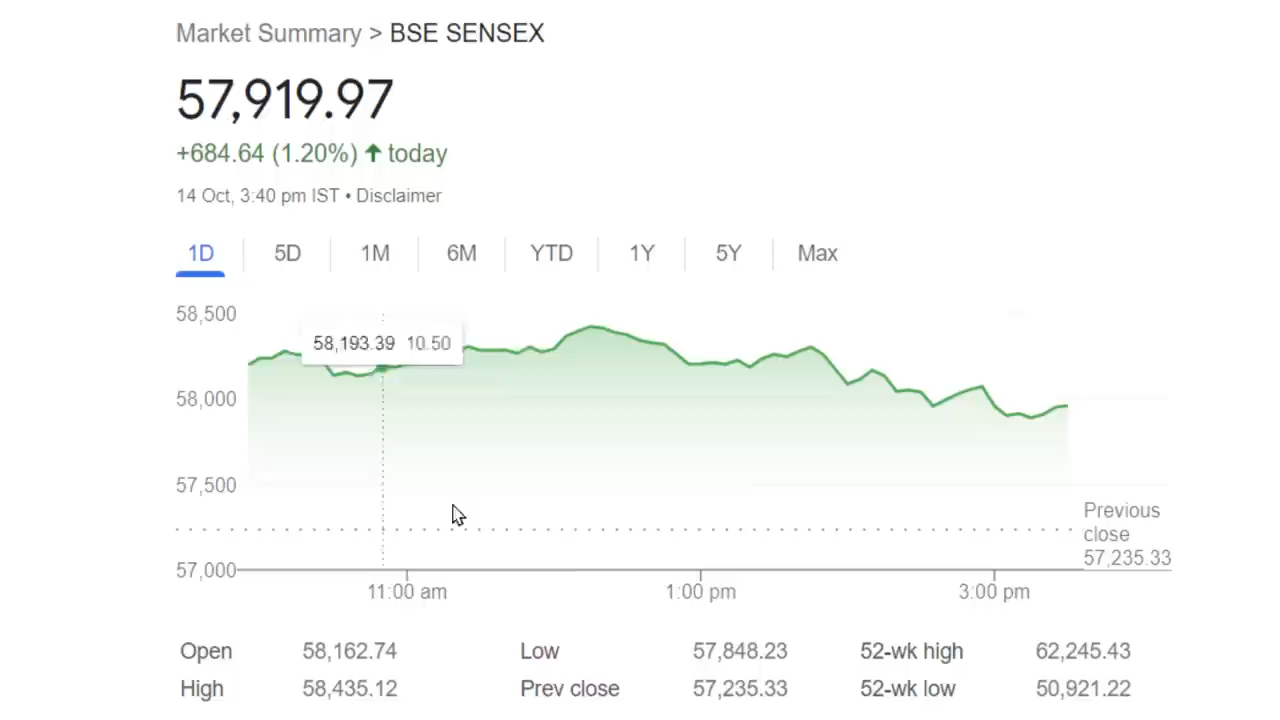 Market Summary > BSE SENSEX
57,919.97
+684.64 (1.20%) ↑ today
14 Oct, 3:40 pm IST • Disclaimer
1D 5D 1M 6M YTD 1Y 5Y Max
58,500
58,193.39 10.50
58,000
57,500
Previous
close
57,235.33
57,000
11:00 am 1:00 pm 3:00 pm
Open 58,162.74 Low 57,848.23 52-wk high 62,245.43
High 58,435.12 Prev close 57,235.33 52-wk low 50,921.22